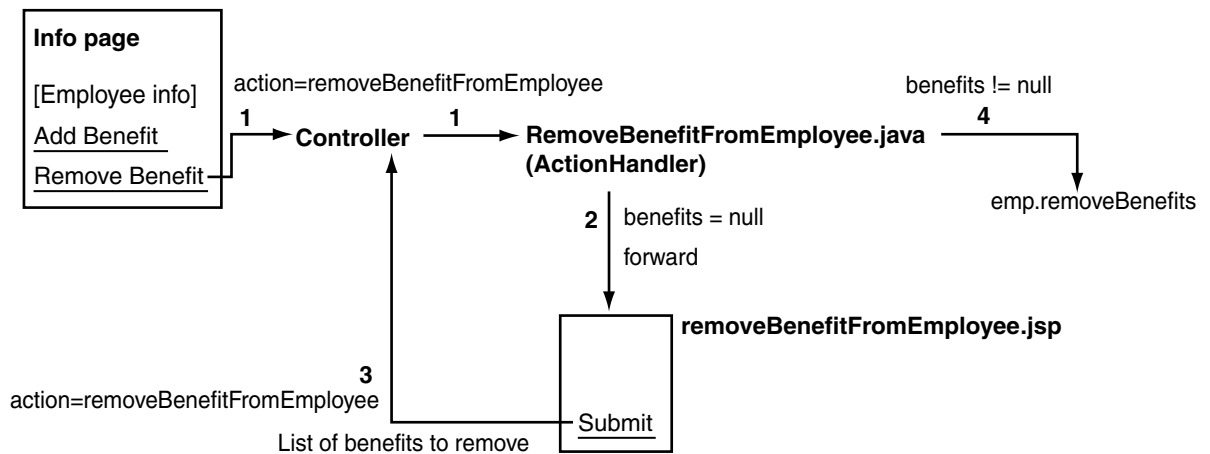 Info page
[Employee info]
Add Benefit
Remove Benefit
1
action=removeBenefitFromEmployee
Controller
1
RemoveBenefitFromEmployee.java
(ActionHandler)
benefits != null
4
emp.removeBenefits
2
benefits = null
forward
removeBenefitFromEmployee.jsp
Submit
3
action=removeBenefitFromEmployee
List of benefits to remove